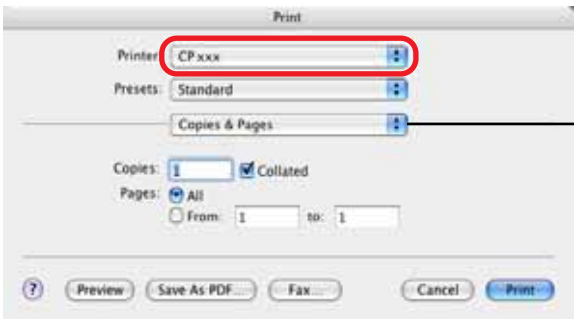 Print
Printer: CP xxx
Presets: Standard
Copies & Pages
Copies: 1 Collated
Pages: All
From: 1 to: 1
? Preview Save As PDF... Fax... Cancel Print